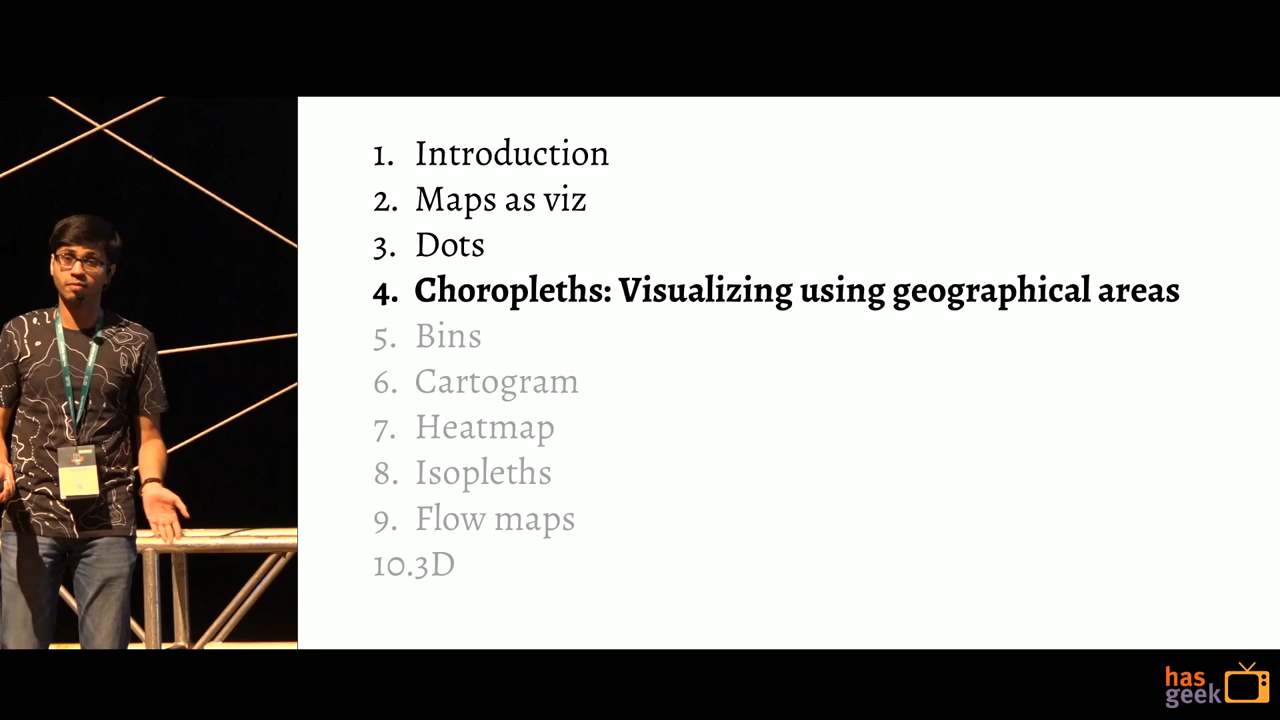 1. Introduction
2. Maps as viz
3. Dots
4. Choropleths: Visualizing using geographical areas
5. Bins
6. Cartogram
7. Heatmap
8. Isopleths
9. Flow maps
10.3D
has
geek